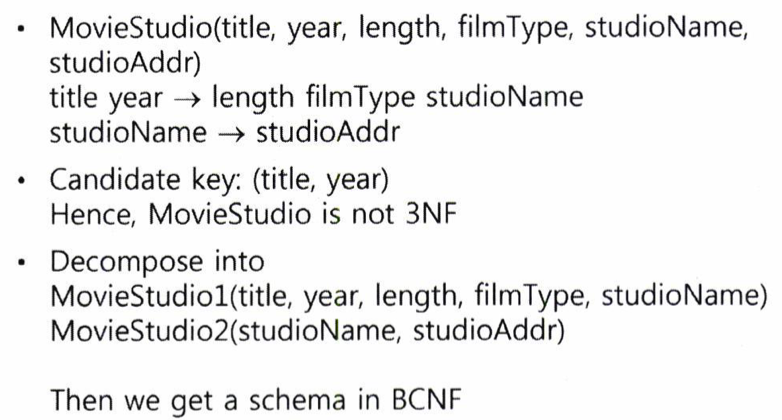 • MovieStudio(title, year, length, filmType, studioName,
studioAddr)
title year → length filmType studioName
studioName → studioAddr
• Candidate key: (title, year)
Hence, MovieStudio is not 3NF
• Decompose into
MovieStudio1(title, year, length, filmType, studioName)
MovieStudio2(studioName, studioAddr)
Then we get a schema in BCNF